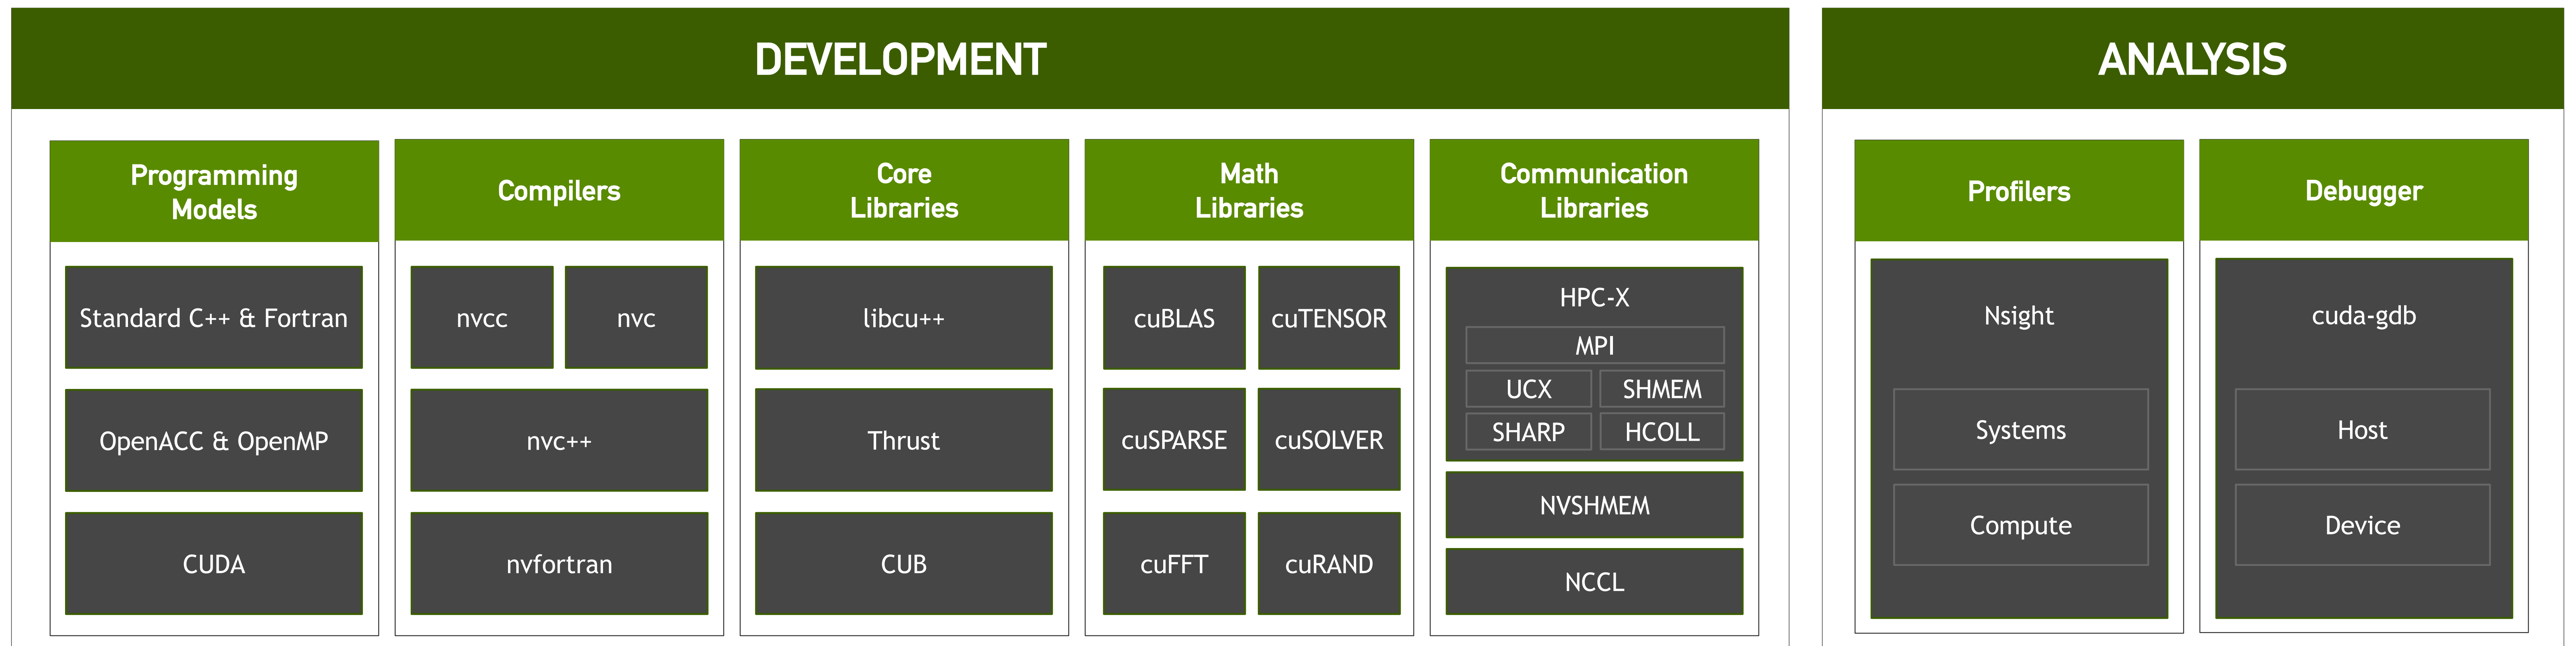 DEVELOPMENT
Programming
Models
Standard C++ & Fortran
OpenACC & OpenMP
CUDA
Compilers
nvcc
nvc
nvc++
nvfortran
Core
Libraries
libcu++
Thrust
CUB
Math
Libraries
cuBLAS
cuTENSOR
cuSPARSE
cuSOLVER
cuFFT
cuRAND
Communication
Libraries
HPC-X
MPI
UCX
SHMEM
SHARP
HCOLL
NVSHMEM
NCCL
ANALYSIS
Profilers
Nsight
Systems
Compute
Debugger
cuda-gdb
Host
Device